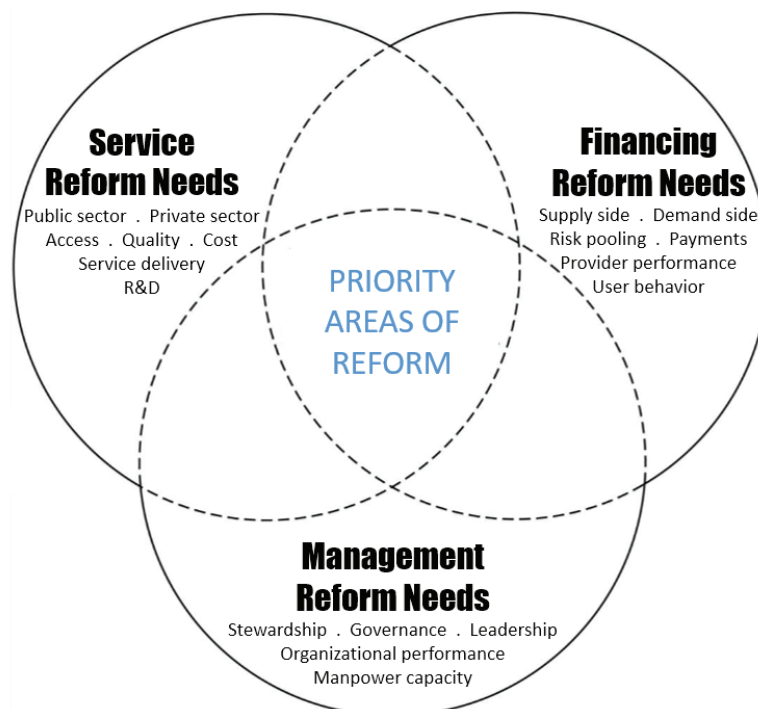 Service
Reform Needs
Public sector . Private sector
Access . Quality . Cost
Service delivery
R&D
Financing
Reform Needs
Supply side . Demand side
Risk pooling . Payments
Provider performance
User behavior
PRIORITY
AREAS OF
REFORM
Management
Reform Needs
Stewardship . Governance . Leadership
Organizational performance
Manpower capacity